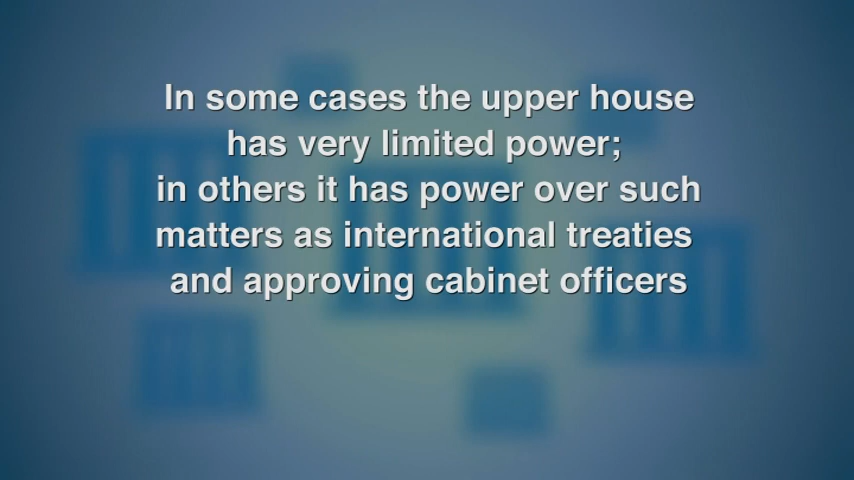 In some cases the upper house
has very limited power;
in others it has power over such
matters as international treaties
and approving cabinet officers